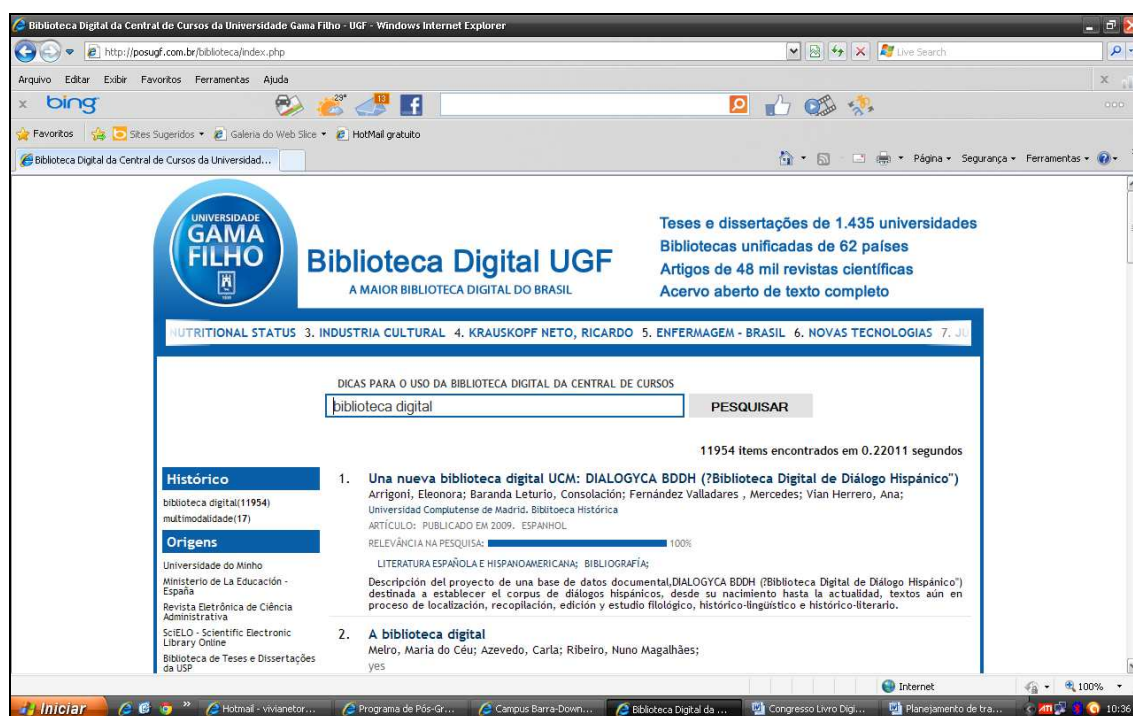 Biblioteca Digital da Central de Cursos da Universidade Gama Filho - UGF - Windows Internet Explorer
http://posugf.com.br/biblioteca/index.php
Live Search
Arquivo Editar Exibir Favoritos Ferramentas Ajuda
x bing 29° 13 f
Favoritos Sites Sugeridos Galeria do Web Slice HotMail gratuito
Biblioteca Digital da Central de Cursos da Universidad...
Página Segurança Ferramentas
UNIVERSIDADE
GAMA
FILHO
Biblioteca Digital UGF
A MAIOR BIBLIOTECA DIGITAL DO BRASIL
Teses e dissertações de 1.435 universidades
Bibliotecas unificadas de 62 países
Artigos de 48 mil revistas científicas
Acervo aberto de texto completo
NUTRITIONAL STATUS 3. INDUSTRIA CULTURAL 4. KRAUSKOPF NETO, RICARDO 5. ENFERMAGEM - BRASIL 6. NOVAS TECNOLOGIAS 7.
DICAS PARA O USO DA BIBLIOTECA DIGITAL DA CENTRAL DE CURSOS
biblioteca digital
PESQUISAR
11954 items encontrados em 0.22011 segundos
Histórico
biblioteca digital(11954)
multimodalidade(17)
Origens
Universidade do Minho
Ministerio de La Educación -
España
Revista Eletrônica de Ciência
Administrativa
SciELO - Scientific Electronic
Library Online
Biblioteca de Teses e Dissertações
da USP
1. Una nueva biblioteca digital UCM: DIALOGYCA BDDH (?Biblioteca Digital de Diálogo Hispánico")
Arrigoni, Eleonora; Baranda Leturio, Consolación; Fernández Valladares , Mercedes; Vian Herrero, Ana;
Universidad Complutense de Madrid. Biblitoeca Histórica
ARTÍCULO: PUBLICADO EM 2009. ESPANHOL
RELEVÂNCIA NA PESQUISA: 100%
LITERATURA ESPAÑOLA E HISPANOAMERICANA; BIBLIOGRAFÍA;
Descripción del proyecto de una base de datos documental,DIALOGYCA BDDH (?Biblioteca Digital de Diálogo Hispánico")
destinada a establecer el corpus de diálogos hispánicos, desde su nacimiento hasta la actualidad, textos aún en
proceso de localización, recopilación, edición y estudio filológico, histórico-lingüístico e histórico-literario.
2. A biblioteca digital
Melro, Maria do Céu; Azevedo, Carla; Ribeiro, Nuno Magalhães;
yes
Internet 100%
Iniciar Hotmail - vivianetor... Programa de Pós-Gr... Campus Barra-Down... Biblioteca Digital da ... Congresso Livro Digi... Planejamento de tra... 10:36